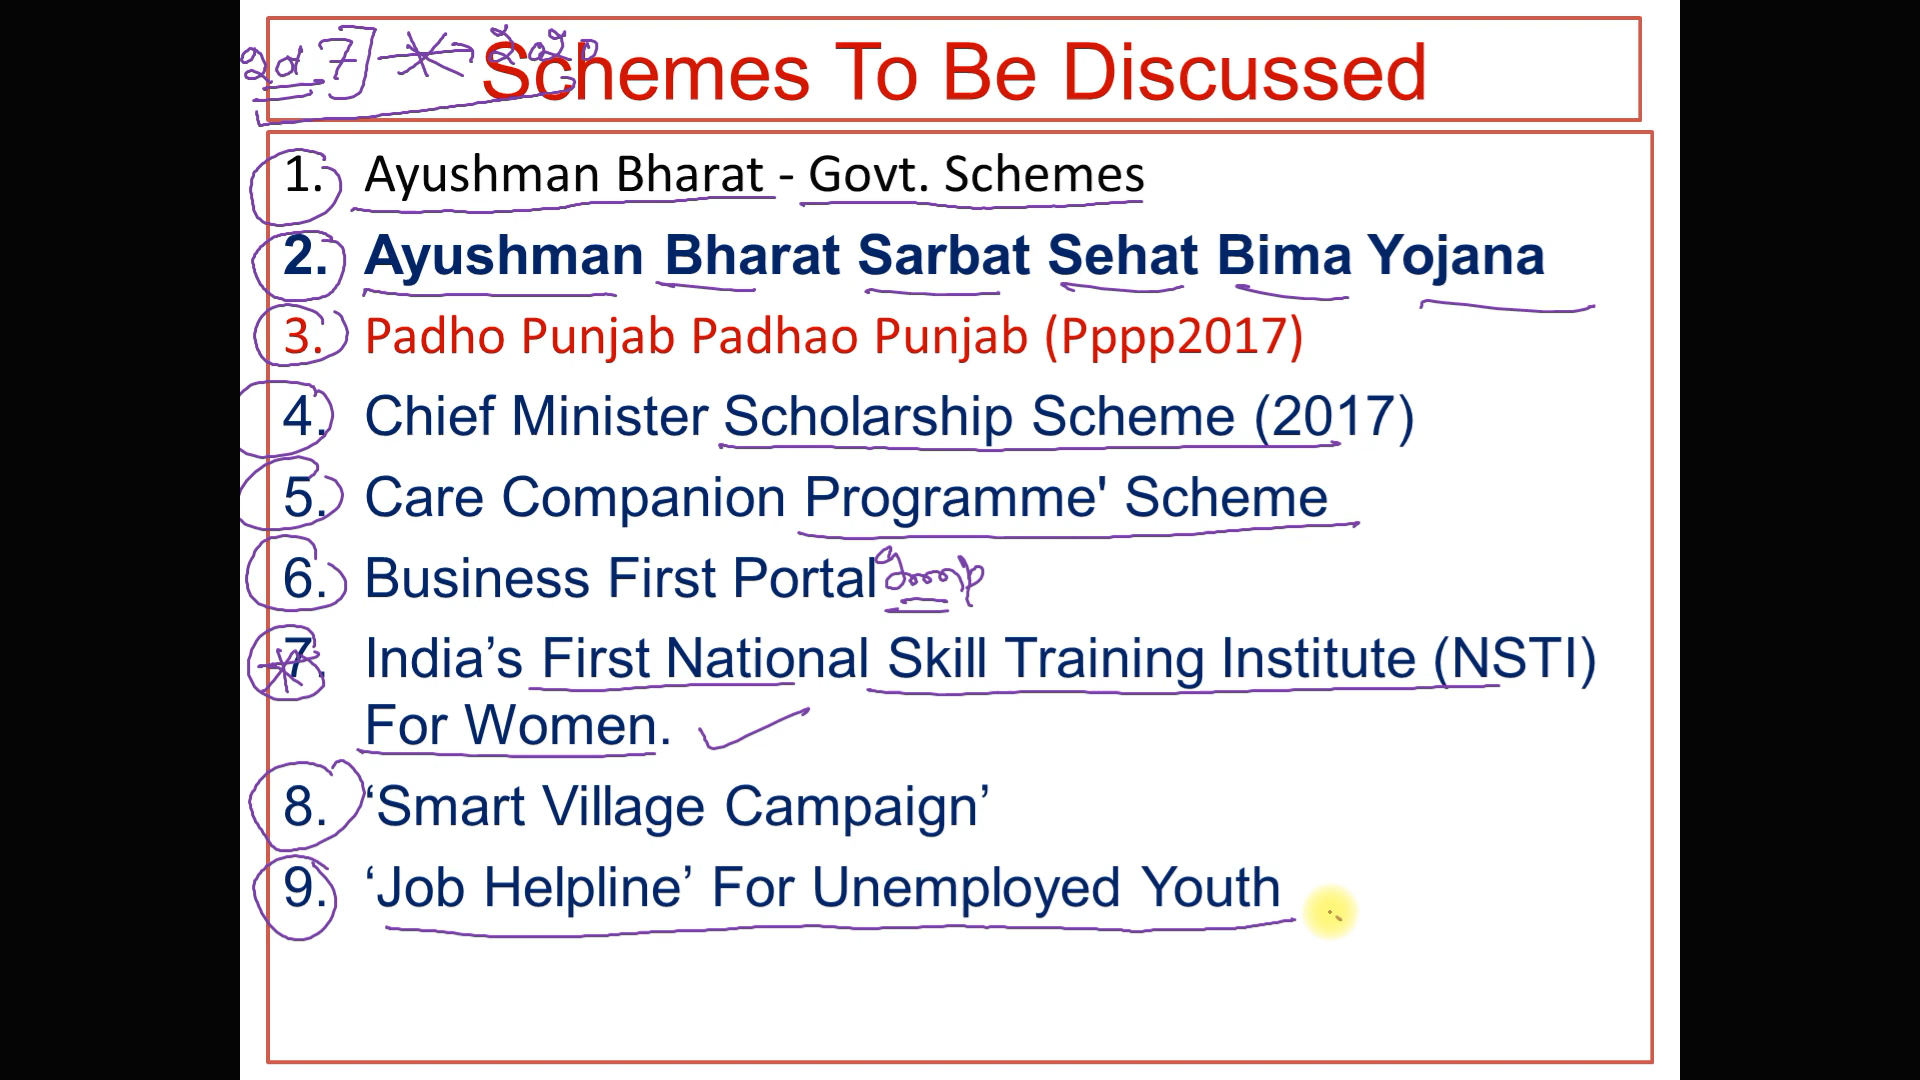 2017 → 2020
Schemes To Be Discussed
1. Ayushman Bharat - Govt. Schemes
2. Ayushman Bharat Sarbat Sehat Bima Yojana
3. Padho Punjab Padhao Punjab (Pppp2017)
4. Chief Minister Scholarship Scheme (2017)
5. Care Companion Programme' Scheme
6. Business First Portal Imp
7. India’s First National Skill Training Institute (NSTI)
For Women.
8. ‘Smart Village Campaign’
9. ‘Job Helpline’ For Unemployed Youth